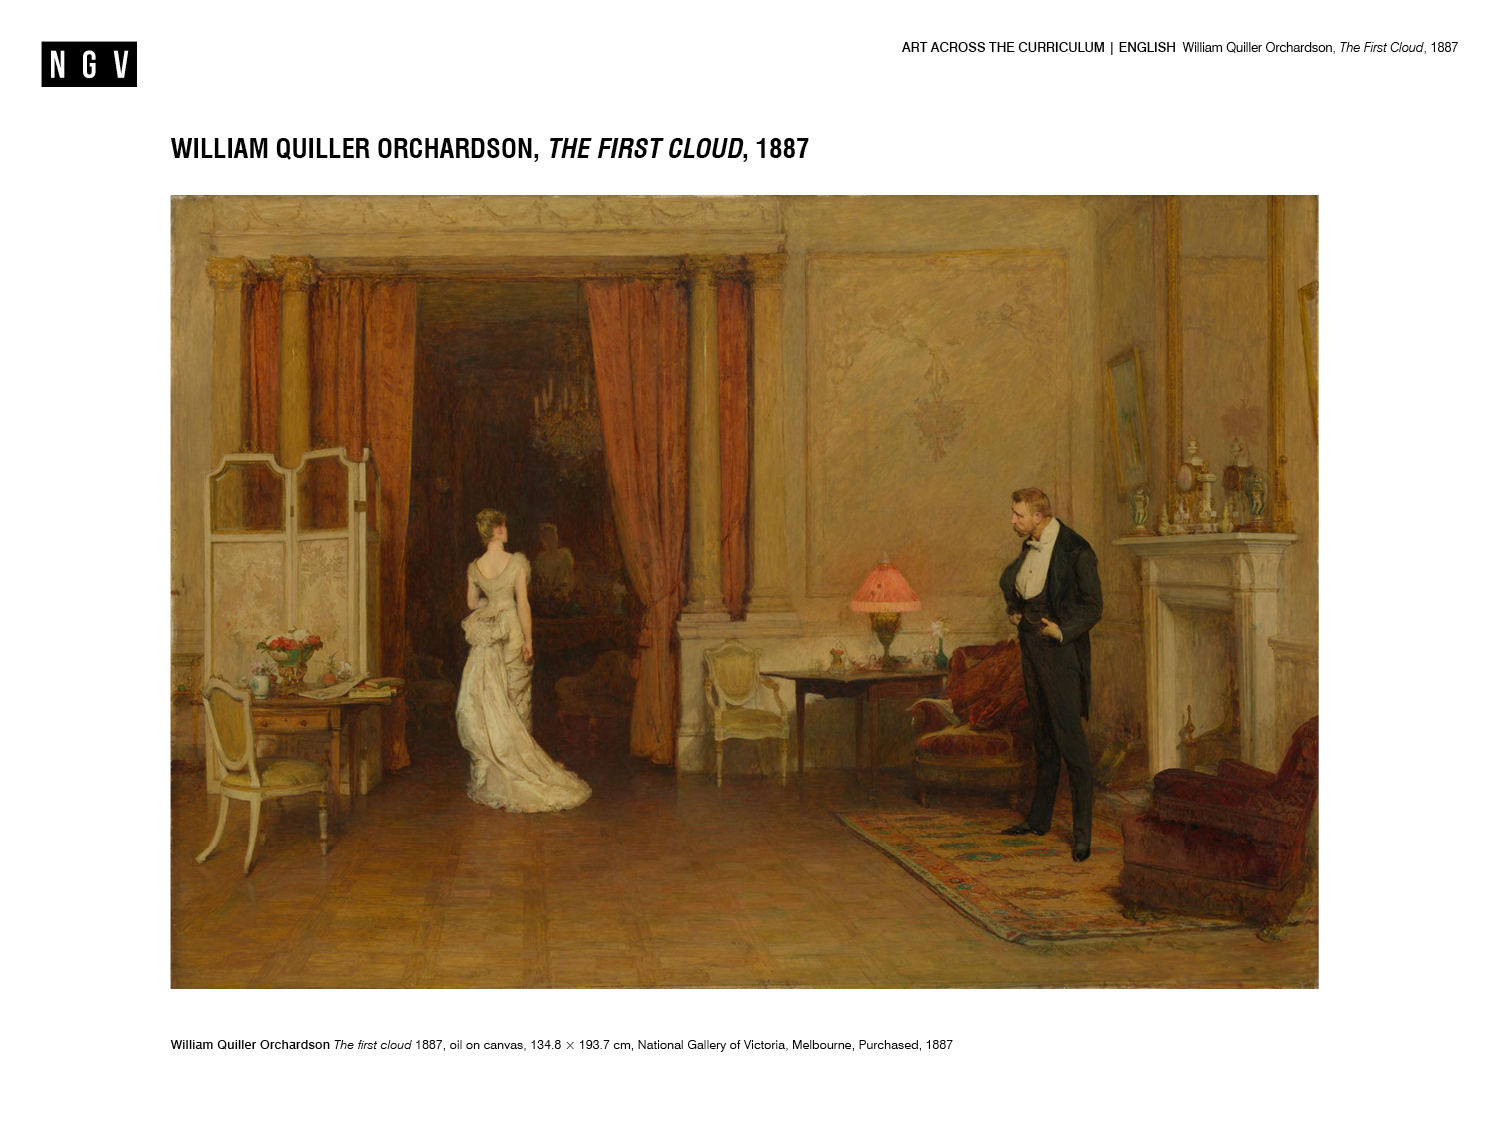 NGV
ART ACROSS THE CURRICULUM | ENGLISH William Quiller Orchardson, The First Cloud, 1887
WILLIAM QUILLER ORCHARDSON, THE FIRST CLOUD, 1887
William Quiller Orchardson The first cloud 1887, oil on canvas, 134.8 × 193.7 cm, National Gallery of Victoria, Melbourne, Purchased, 1887